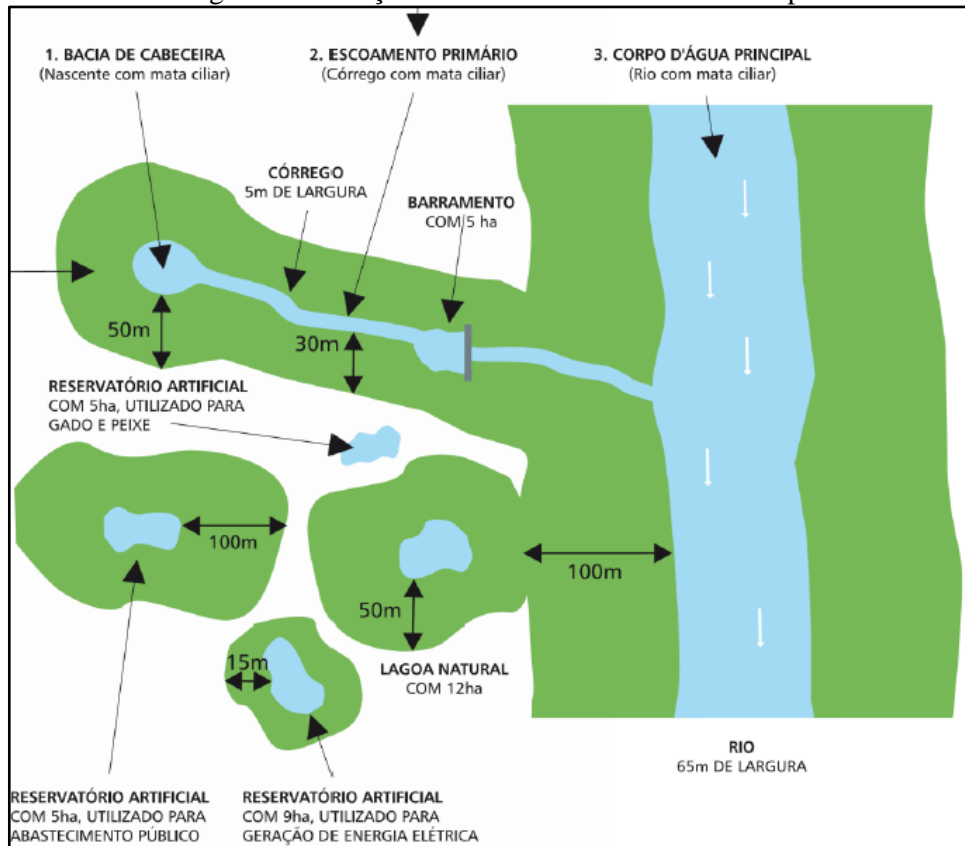 1. BACIA DE CABECEIRA
(Nascente com mata ciliar)
2. ESCOAMENTO PRIMÁRIO
(Córrego com mata ciliar)
3. CORPO D'ÁGUA PRINCIPAL
(Rio com mata ciliar)
CÓRREGO
5m DE LARGURA
BARRAMENTO
COM 5 ha
50m
30m
RESERVATÓRIO ARTIFICIAL
COM 5ha, UTILIZADO PARA
GADO E PEIXE
100m
100m
50m
15m
LAGOA NATURAL
COM 12ha
RIO
65m DE LARGURA
RESERVATÓRIO ARTIFICIAL
COM 5ha, UTILIZADO PARA
ABASTECIMENTO PÚBLICO
RESERVATÓRIO ARTIFICIAL
COM 9ha, UTILIZADO PARA
GERAÇÃO DE ENERGIA ELÉTRICA